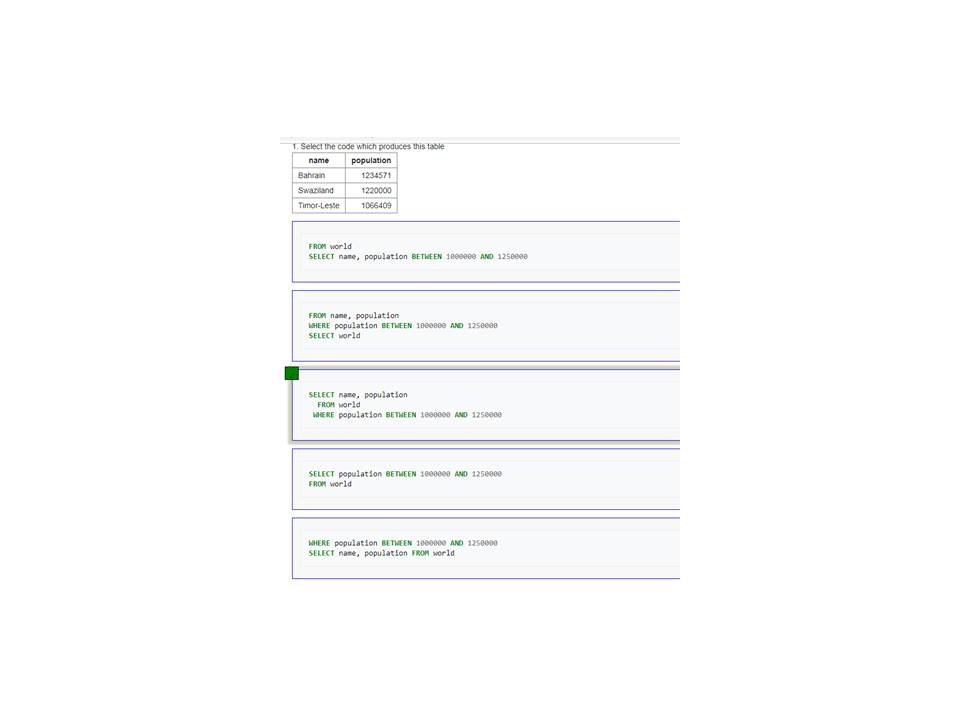 1. Select the code which produces this table
name population
Bahrain 1234571
Swaziland 1220000
Timor-Leste 1066409
FROM world
SELECT name, population BETWEEN 1000000 AND 1250000
FROM name, population
WHERE population BETWEEN 1000000 AND 1250000
SELECT world
SELECT name, population
FROM world
WHERE population BETWEEN 1000000 AND 1250000
SELECT population BETWEEN 1000000 AND 1250000
FROM world
WHERE population BETWEEN 1000000 AND 1250000
SELECT name, population FROM world